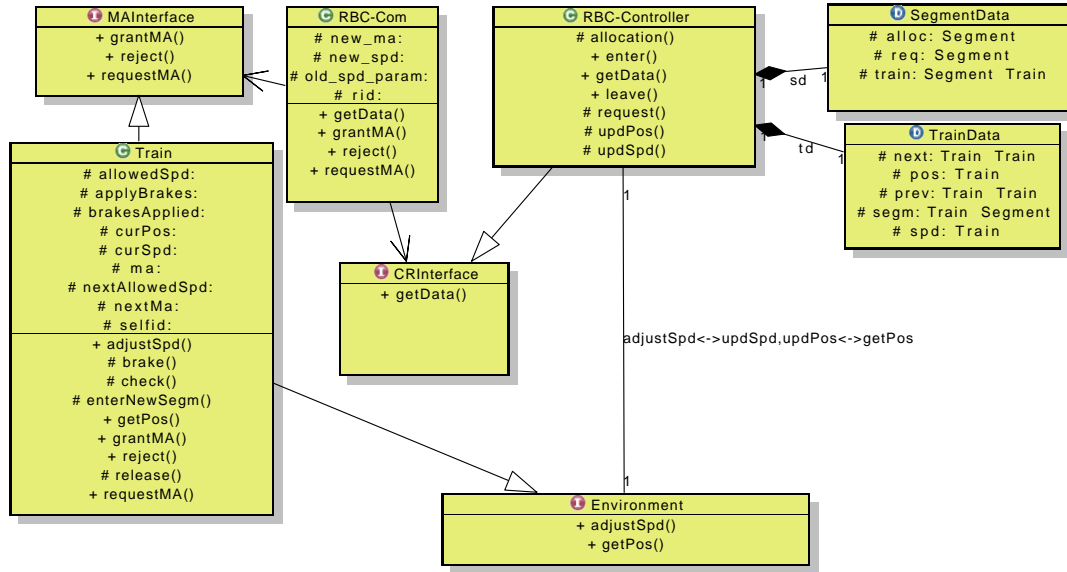 I MAInterface
+ grantMA()
+ reject()
+ requestMA()
C RBC-Com
# new_ma:
# new_spd:
# old_spd_param:
# rid:
+ getData()
+ grantMA()
+ reject()
+ requestMA()
C RBC-Controller
# allocation()
+ enter()
+ getData()
+ leave()
# request()
# updPos()
# updSpd()
D SegmentData
# alloc: Segment
# req: Segment
# train: Segment Train
1
sd
1
D TrainData
# next: Train Train
# pos: Train
# prev: Train Train
# segm: Train Segment
# spd: Train
1
td
1
C Train
# allowedSpd:
# applyBrakes:
# brakesApplied:
# curPos:
# curSpd:
# ma:
# nextAllowedSpd:
# nextMa:
# selfid:
+ adjustSpd()
# brake()
# check()
# enterNewSegm()
+ getPos()
+ grantMA()
+ reject()
# release()
+ requestMA()
I CRInterface
+ getData()
1
adjustSpd<->updSpd,updPos<->getPos
1
I Environment
+ adjustSpd()
+ getPos()